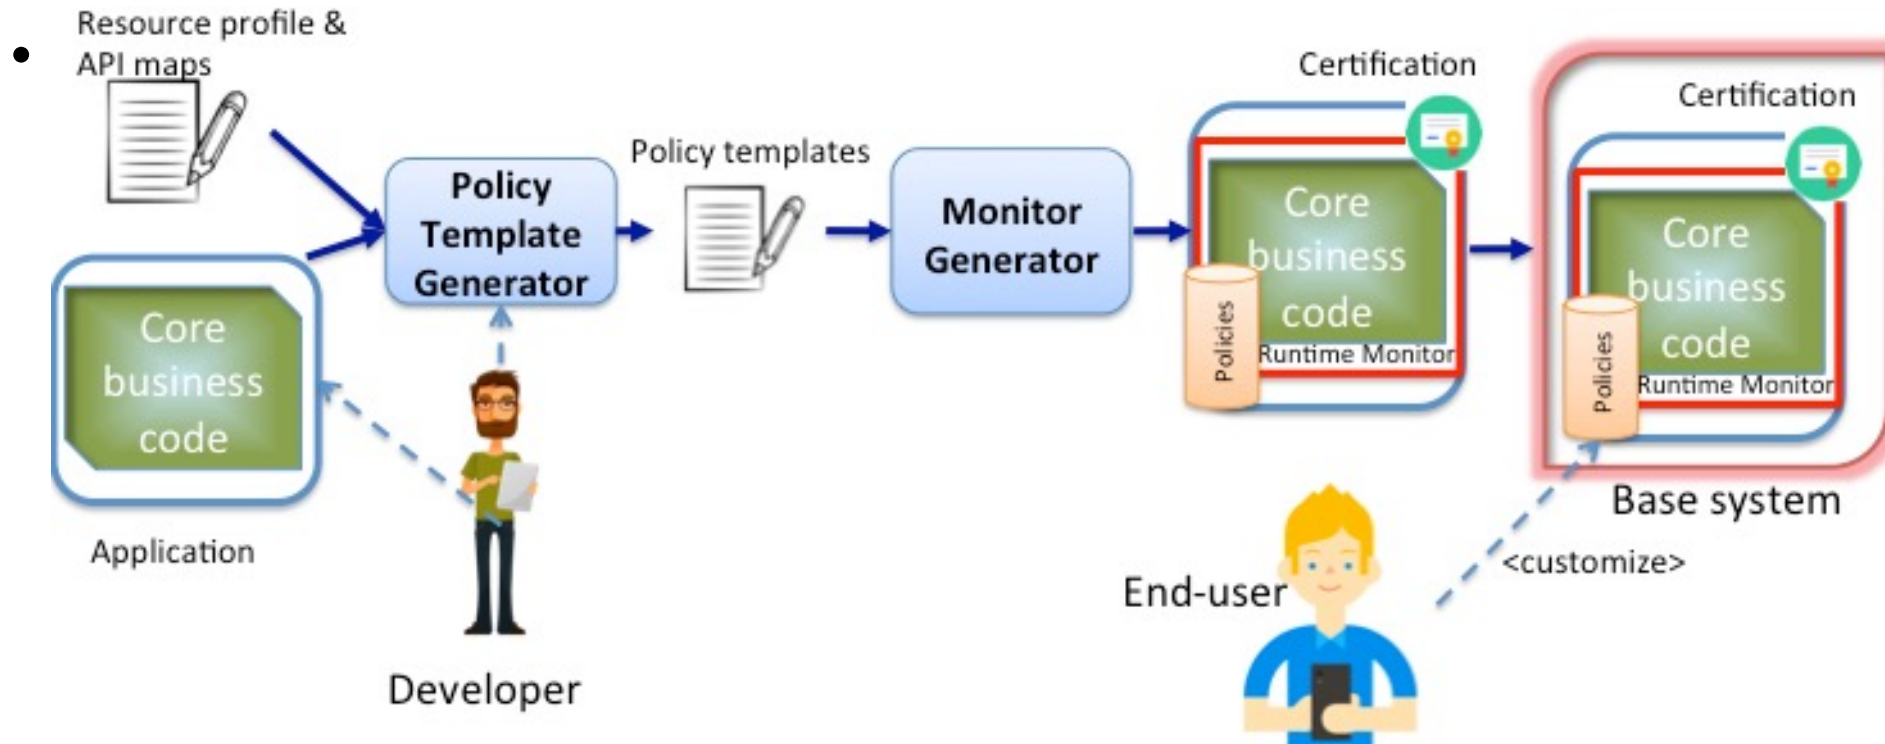 Resource profile &
API maps
Certification
Certification
Policy templates
Policy
Template
Generator
Monitor
Generator
Core
business
code
Policies
Runtime Monitor
Core
business
code
Policies
Runtime Monitor
Core
business
code
Base system
Application
<customize>
End-user
Developer